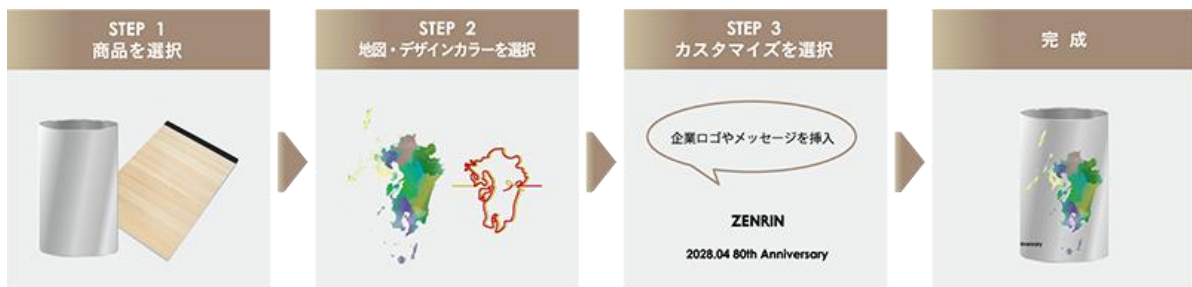 STEP 1
商品を選択
STEP 2
地図・デザインカラーを選択
STEP 3
カスタマイズを選択
完 成
企業ロゴやメッセージを挿入
ZENRIN
2028.04 80th Anniversary